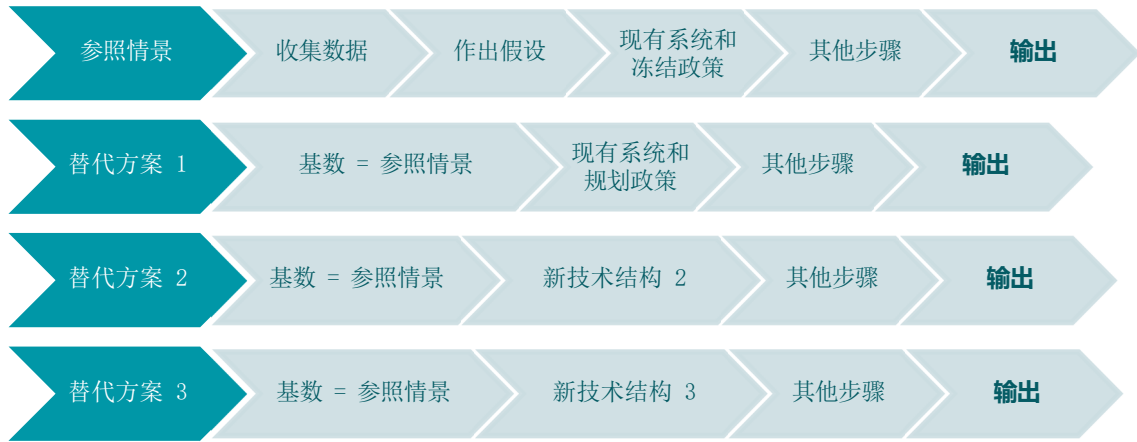 参照情景
收集数据
作出假设
现有系统和
冻结政策
其他步骤
输出
替代方案 1
基数 = 参照情景
现有系统和
规划政策
其他步骤
输出
替代方案 2
基数 = 参照情景
新技术结构 2
其他步骤
输出
替代方案 3
基数 = 参照情景
新技术结构 3
其他步骤
输出